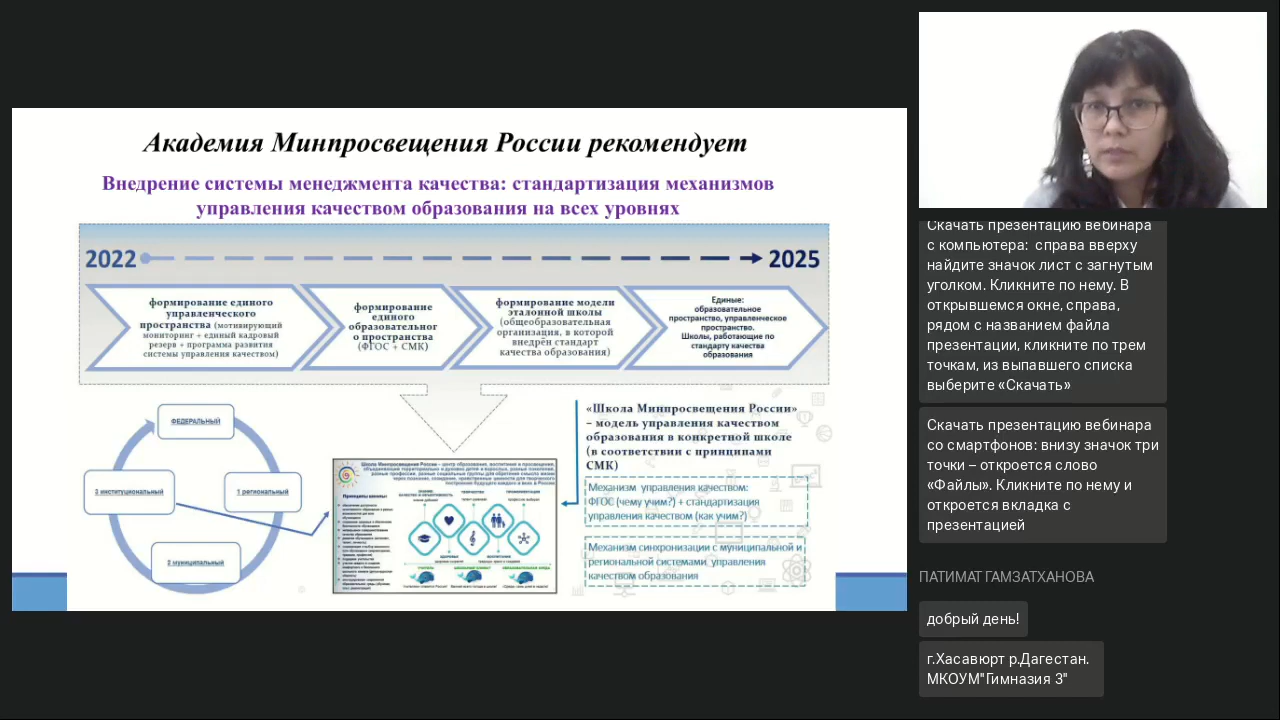 Академия Минпросвещения России рекомендует
Внедрение системы менеджмента качества: стандартизация механизмов
управления качеством образования на всех уровнях
2022
2025
формирование единого
управленческого
пространства (мотивирующий
мониторинг + единый кадровый
резерв + программа развития
системы управления качеством)
формирование
единого
образовательног
о пространства
(ФГОС + СМК)
формирование модели
эталонной школы
(общеобразовательная
организация, в которой
внедрён стандарт
качества образования)
Единые:
образовательное
пространство, управленческое
пространство.
Школы, работающие по
стандарту качества
образования
ФЕДЕРАЛЬНЫЙ
3 институциональный
1 региональный
2 муниципальный
Принципы школы:
«Школа Минпросвещения России»
– модель управления качеством
образования в конкретной школе
(в соответствии с принципами
СМК)
Механизм управления качеством:
ФГОС (чему учим?) + стандартизация
управления качеством (как учим?)
Механизм синхронизации с муниципальной и
региональной системами управления
качеством образования
Скачать презентацию вебинара
с компьютера: справа вверху
найдите значок лист с загнутым
уголком. Кликните по нему. В
открывшемся окне, справа,
рядом с названием файла
презентации, кликните по трем
точкам, из выпавшего списка
выберите «Скачать»
Скачать презентацию вебинара
со смартфонов: внизу значок три
точки – откроется слово
«Файлы». Кликните по нему и
откроется вкладка с
презентацией
ПАТИМАТ ГАМЗАТХАНОВА
добрый день!
г.Хасавюрт р.Дагестан.
МКОУМ"Гимназия 3"